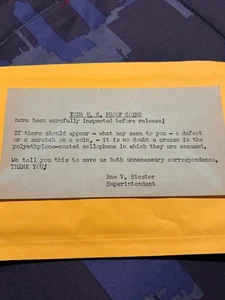 YOUR U. S. PROOF COINS
have been carefully inspected before release!
If there should appear - what may seem to you - a defect
or a scratch on a coin, - it is no doubt a crease in the
polyethylene-coated cellophane in which they are encased.
We tell you this to save us both unnecessary correspondence.
THANK YOU!
Rae V. Biester
Superintendent